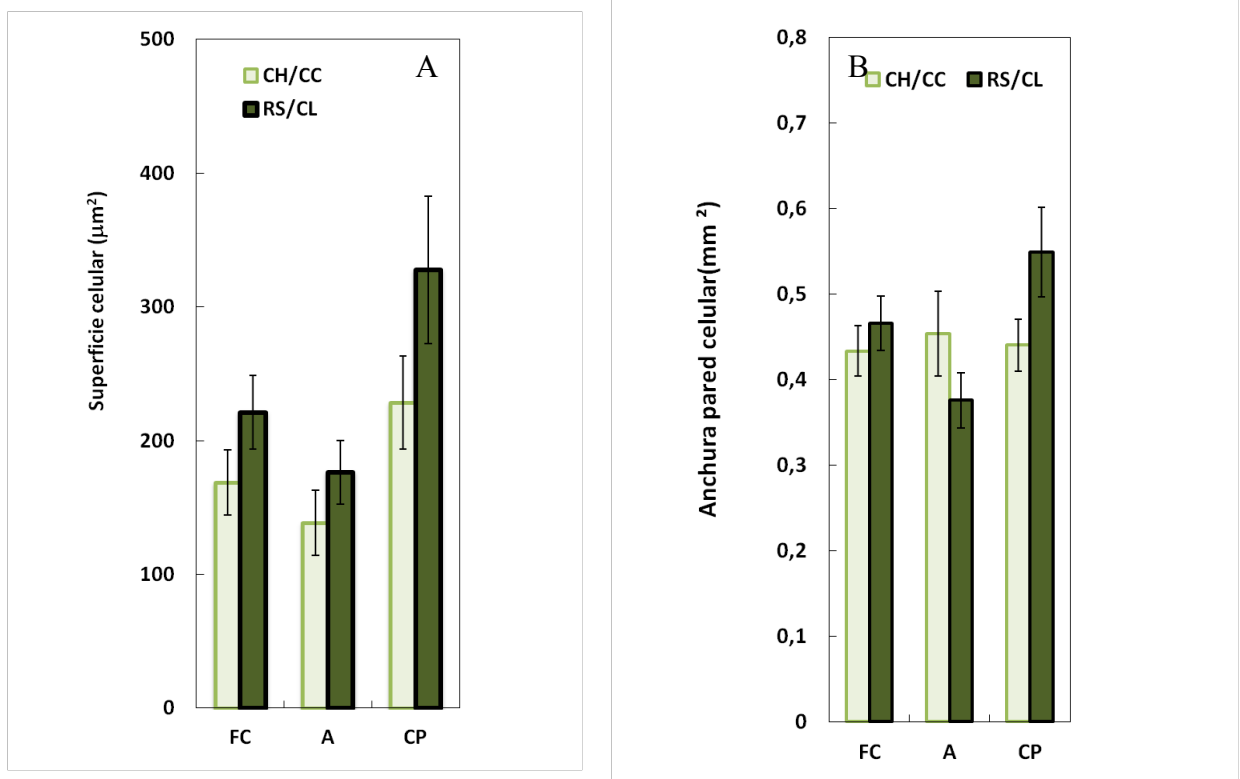 A
CH/CC
RS/CL
Superficie celular (μm²)
500
400
300
200
100
0
FC A CP
B
CH/CC RS/CL
Anchura pared celular(mm ²)
0,8
0,7
0,6
0,5
0,4
0,3
0,2
0,1
0
FC A CP